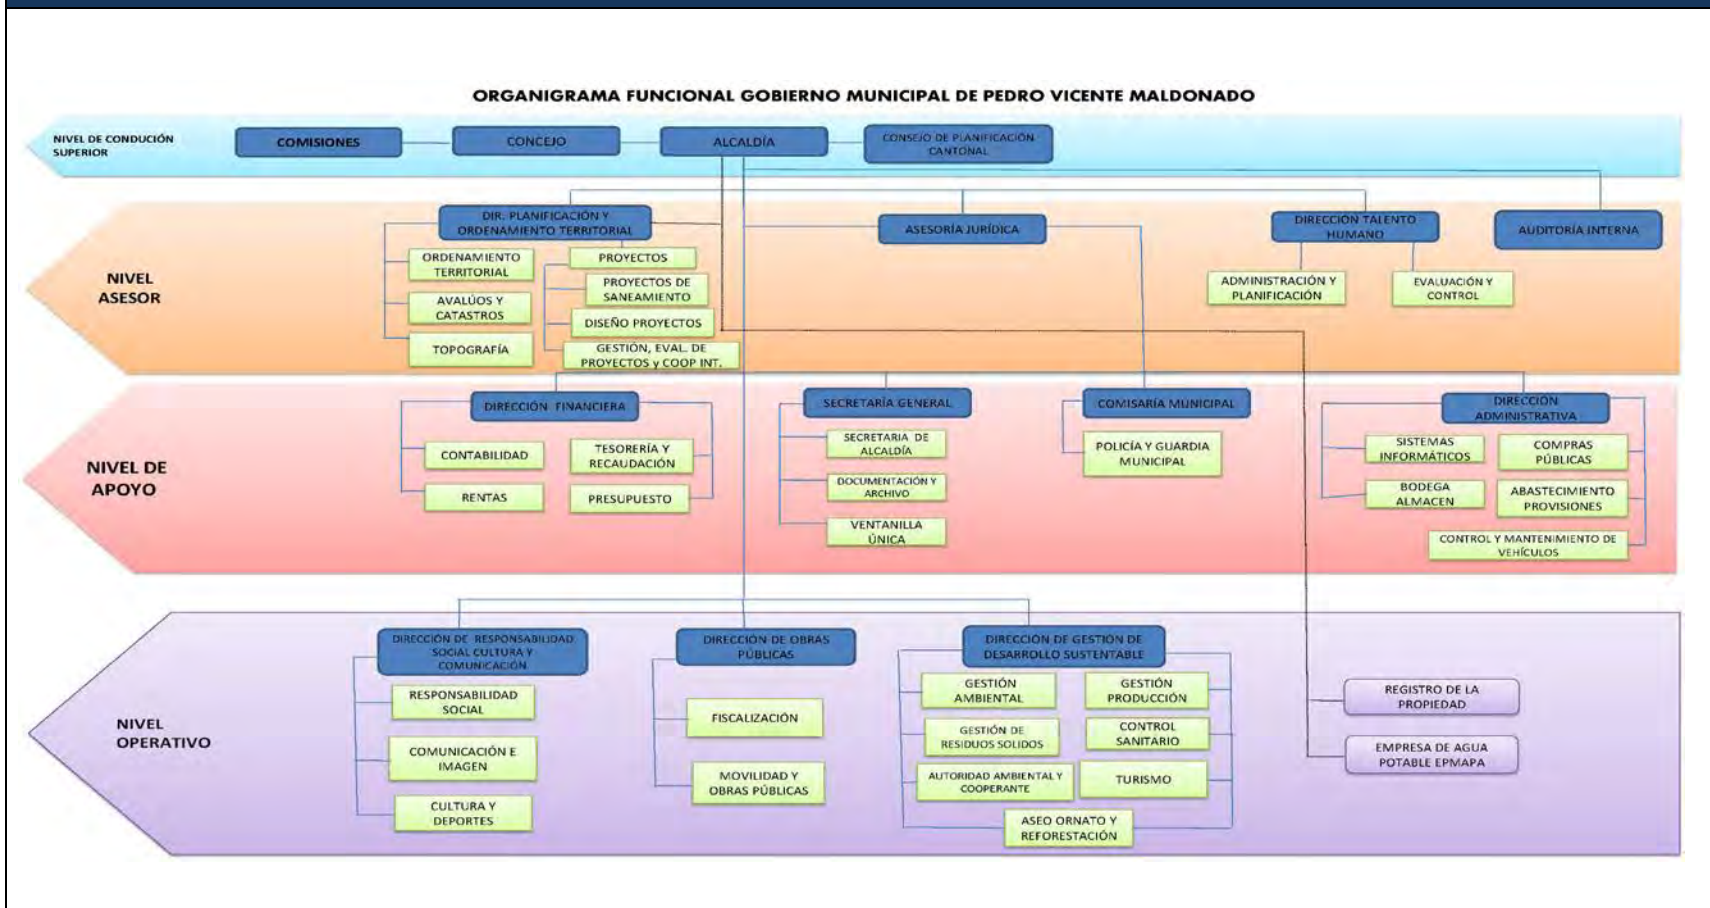 ORGANIGRAMA FUNCIONAL GOBIERNO MUNICIPAL DE PEDRO VICENTE MALDONADO
NIVEL DE CONDUCIÓN
SUPERIOR
COMISIONES
CONCEJO
ALCALDÍA
CONSEJO DE PLANIFICACIÓN
CANTONAL
NIVEL
ASESOR
DIR. PLANIFICACIÓN Y
ORDENAMIENTO TERRITORIAL
ORDENAMIENTO
TERRITORIAL
AVALÚOS Y
CATASTROS
TOPOGRAFÍA
PROYECTOS
PROYECTOS DE
SANEAMIENTO
DISEÑO PROYECTOS
GESTIÓN, EVAL. DE
PROYECTOS y COOP INT.
ASESORÍA JURÍDICA
DIRECCIÓN TALENTO
HUMANO
ADMINISTRACIÓN Y
PLANIFICACIÓN
EVALUACIÓN Y
CONTROL
AUDITORÍA INTERNA
NIVEL DE
APOYO
DIRECCIÓN FINANCIERA
CONTABILIDAD
RENTAS
TESORERÍA Y
RECAUDACIÓN
PRESUPUESTO
SECRETARÍA GENERAL
SECRETARIA DE
ALCALDÍA
DOCUMENTACIÓN Y
ARCHIVO
VENTANILLA
ÚNICA
COMISARÍA MUNICIPAL
POLICÍA Y GUARDIA
MUNICIPAL
DIRECCIÓN
ADMINISTRATIVA
SISTEMAS
INFORMÁTICOS
BODEGA
ALMACEN
COMPRAS
PÚBLICAS
ABASTECIMIENTO
PROVISIONES
CONTROL Y MANTENIMIENTO DE
VEHÍCULOS
NIVEL
OPERATIVO
DIRECCIÓN DE RESPONSABILIDAD
SOCIAL CULTURA Y
COMUNICACIÓN
RESPONSABILIDAD
SOCIAL
COMUNICACIÓN E
IMAGEN
CULTURA Y
DEPORTES
DIRECCIÓN DE OBRAS
PÚBLICAS
FISCALIZACIÓN
MOVILIDAD Y
OBRAS PÚBLICAS
DIRECCIÓN DE GESTIÓN DE
DESARROLLO SUSTENTABLE
GESTIÓN
AMBIENTAL
GESTIÓN DE
RESIDUOS SOLIDOS
AUTORIDAD AMBIENTAL Y
COOPERANTE
GESTIÓN
PRODUCCIÓN
CONTROL
SANITARIO
TURISMO
ASEO ORNATO Y
REFORESTACIÓN
REGISTRO DE LA
PROPIEDAD
EMPRESA DE AGUA
POTABLE EPMAPA